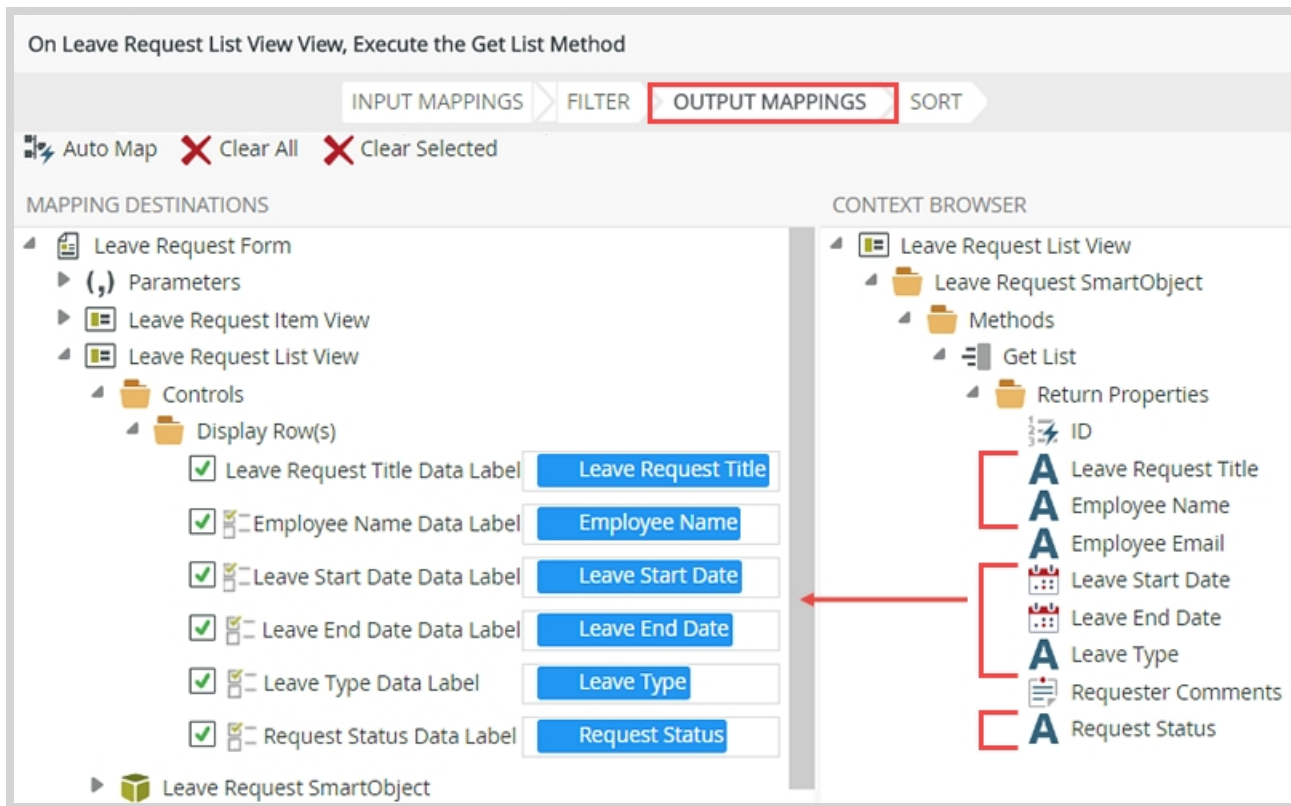 On Leave Request List View View, Execute the Get List Method
INPUT MAPPINGS FILTER OUTPUT MAPPINGS SORT
Auto Map Clear All Clear Selected
MAPPING DESTINATIONS
Leave Request Form
(,) Parameters
Leave Request Item View
Leave Request List View
Controls
Display Row(s)
Leave Request Title Data Label Leave Request Title
Employee Name Data Label Employee Name
Leave Start Date Data Label Leave Start Date
Leave End Date Data Label Leave End Date
Leave Type Data Label Leave Type
Request Status Data Label Request Status
Leave Request SmartObject
CONTEXT BROWSER
Leave Request List View
Leave Request SmartObject
Methods
Get List
Return Properties
ID
A Leave Request Title
A Employee Name
A Employee Email
Leave Start Date
Leave End Date
A Leave Type
Requester Comments
A Request Status